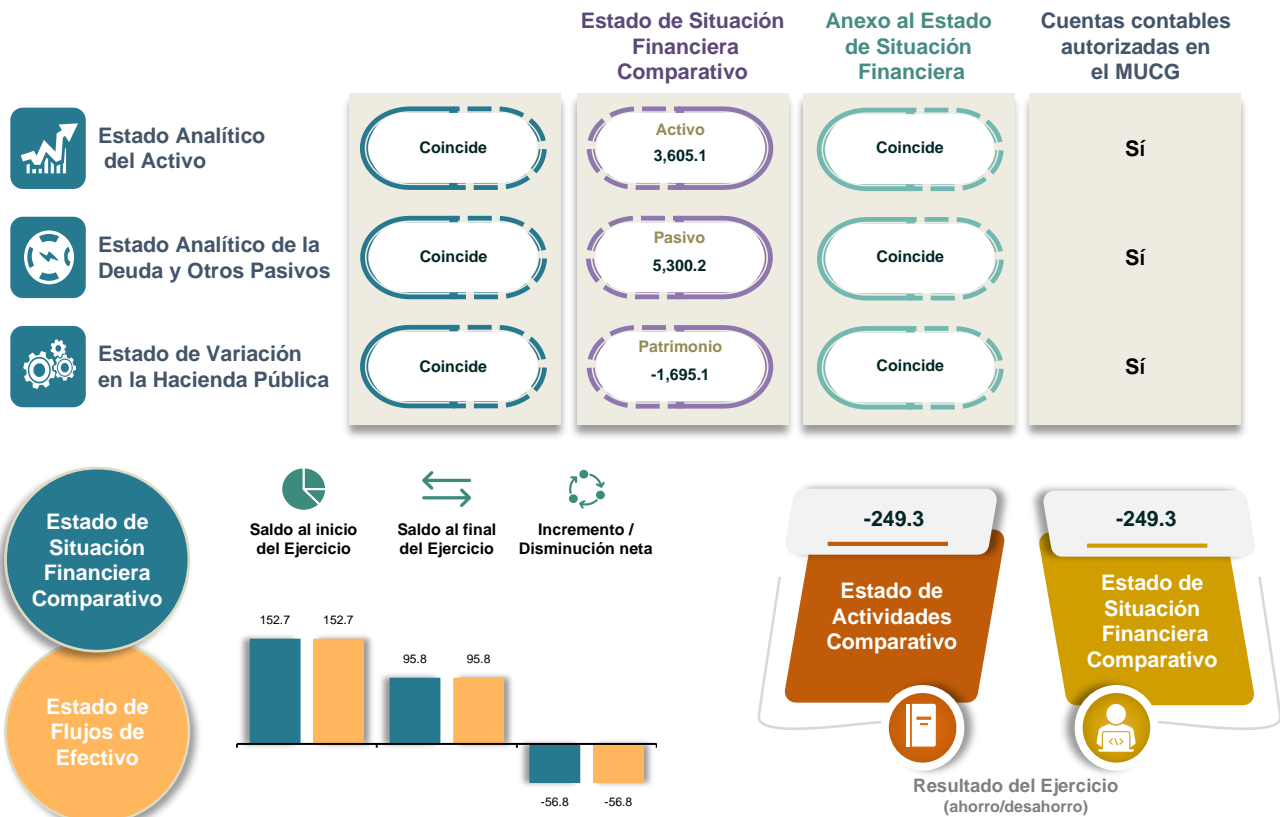 Estado de Situación
Financiera
Comparativo
Anexo al Estado
de Situación
Financiera
Cuentas contables
autorizadas en
el MUCG
Estado Analítico
del Activo
Coincide
Activo
3,605.1
Coincide
Sí
Estado Analítico de la
Deuda y Otros Pasivos
Coincide
Pasivo
5,300.2
Coincide
Sí
Estado de Variación
en la Hacienda Pública
Coincide
Patrimonio
-1,695.1
Coincide
Sí
Estado de
Situación
Financiera
Comparativo
Estado de
Flujos de
Efectivo
Saldo al inicio
del Ejercicio
Saldo al final
del Ejercicio
Incremento /
Disminución neta
152.7
152.7
95.8
95.8
-56.8
-56.8
-249.3
Estado de
Actividades
Comparativo
-249.3
Estado de
Situación
Financiera
Comparativo
Resultado del Ejercicio
(ahorro/desahorro)